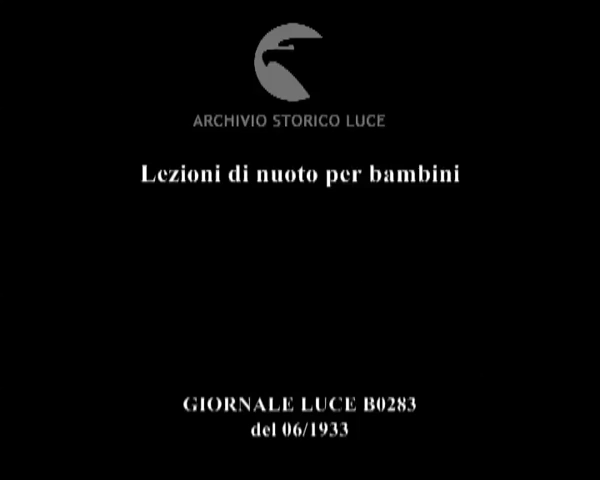 ARCHIVIO STORICO LUCE
Lezioni di nuoto per bambini
GIORNALE LUCE B0283
del 06/1933